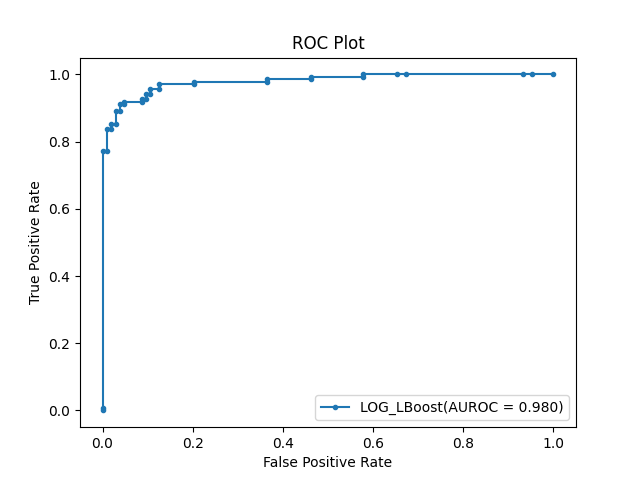 ROC Plot
1.0
0.8
0.6
0.4
0.2
0.0
True Positive Rate
LOG_LBoost(AUROC = 0.980)
0.0 0.2 0.4 0.6 0.8 1.0
False Positive Rate